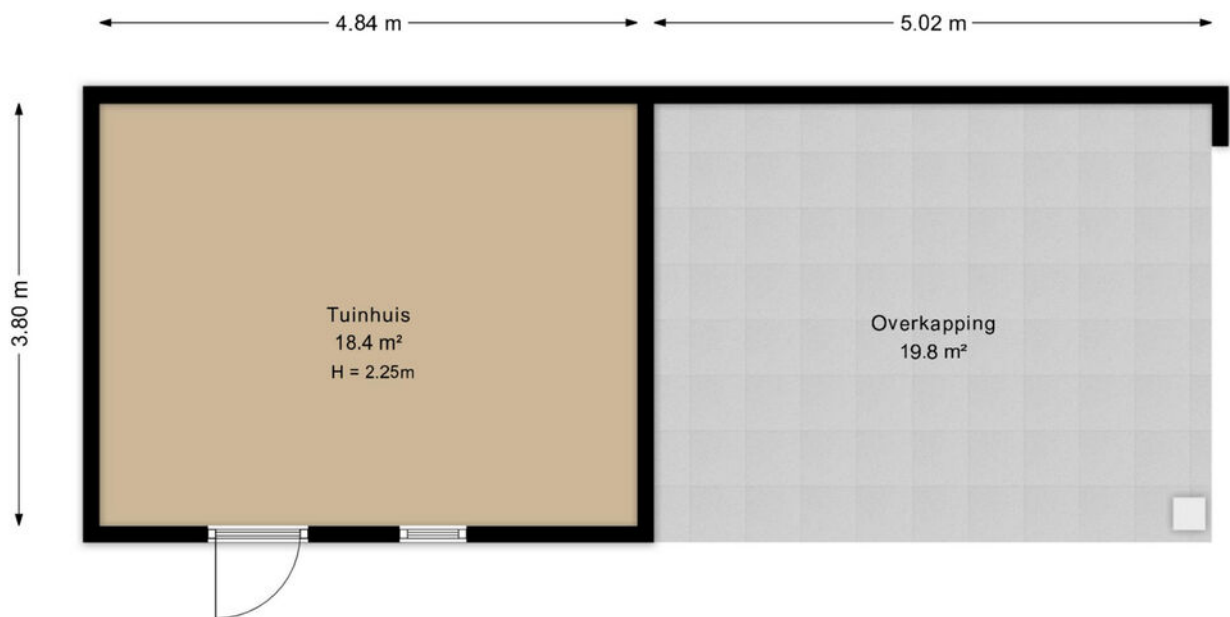 4.84 m
5.02 m
3.80 m
Tuinhuis
18.4 m²
H = 2.25m
Overkapping
19.8 m²